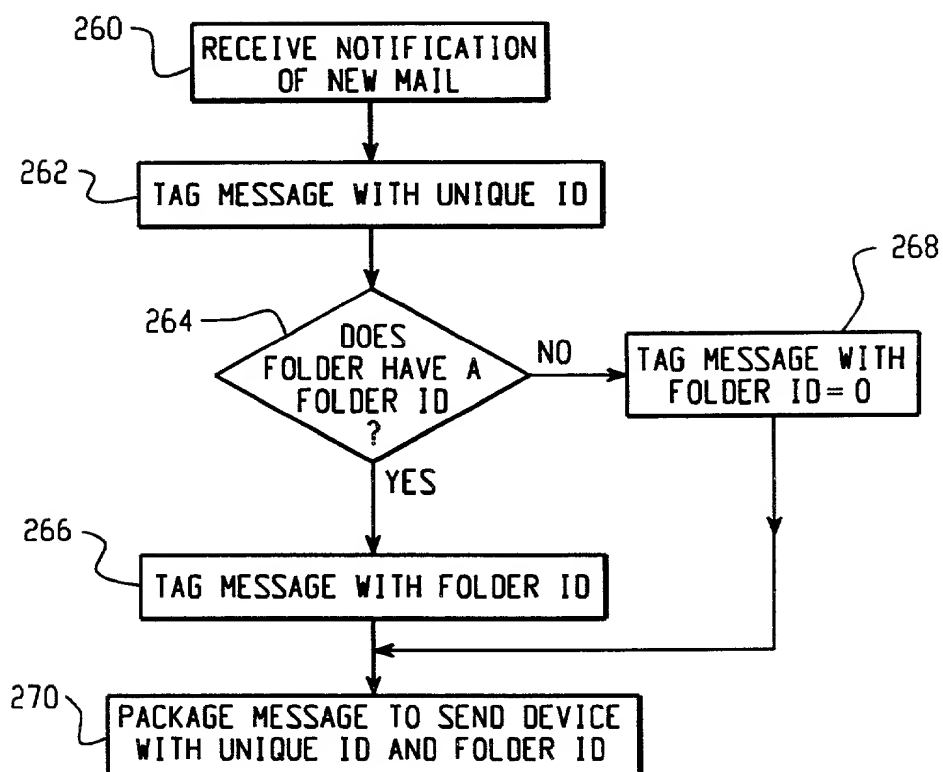 260
RECEIVE NOTIFICATION
OF NEW MAIL
262
TAG MESSAGE WITH UNIQUE ID
264
DOES
FOLDER HAVE A
FOLDER ID
?
NO
268
TAG MESSAGE WITH
FOLDER ID=0
YES
266
TAG MESSAGE WITH FOLDER ID
270
PACKAGE MESSAGE TO SEND DEVICE
WITH UNIQUE ID AND FOLDER ID